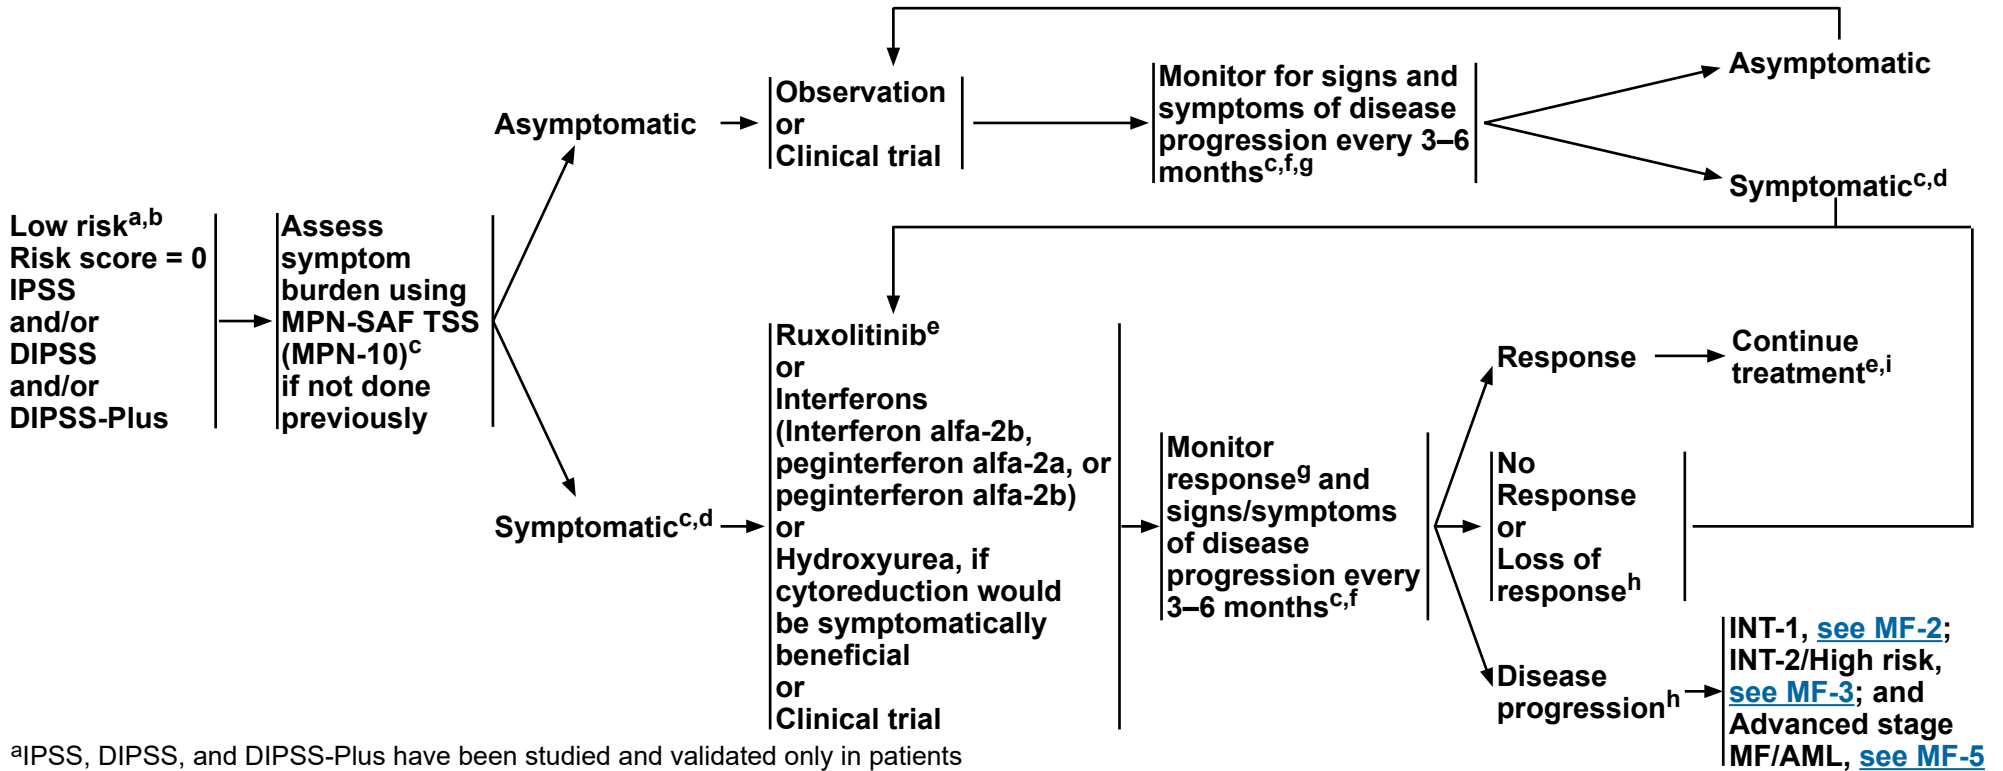 Low riskᵃ,ᵇ
Risk score = 0
IPSS
and/or
DIPSS
and/or
DIPSS-Plus
Assess
symptom
burden using
MPN-SAF TSS
(MPN-10)ᶜ
if not done
previously
Asymptomatic
Observation
or
Clinical trial
Monitor for signs and
symptoms of disease
progression every 3–6
monthsᶜ,ᶠ,ᵍ
Asymptomatic
Symptomaticᶜ,ᵈ
Symptomaticᶜ,ᵈ
Ruxolitinibᵉ
or
Interferons
(Interferon alfa-2b,
peginterferon alfa-2a, or
peginterferon alfa-2b)
or
Hydroxyurea, if
cytoreduction would
be symptomatically
beneficial
or
Clinical trial
Monitor
responseᵍ and
signs/symptoms
of disease
progression every
3–6 monthsᶜ,ᶠ
Response
Continue
treatmentᵉ,ⁱ
No
Response
or
Loss of
responseʰ
Disease
progressionʰ
INT-1, see MF-2;
INT-2/High risk,
see MF-3; and
Advanced stage
MF/AML, see MF-5
ᵃIPSS, DIPSS, and DIPSS-Plus have been studied and validated only in patients